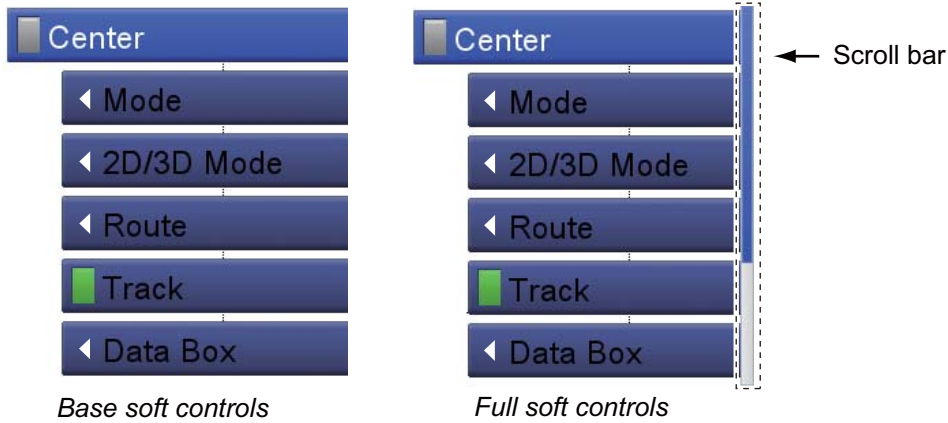 Center
Mode
2D/3D Mode
Route
Track
Data Box
Base soft controls
Center
Mode
2D/3D Mode
Route
Track
Data Box
Full soft controls
Scroll bar